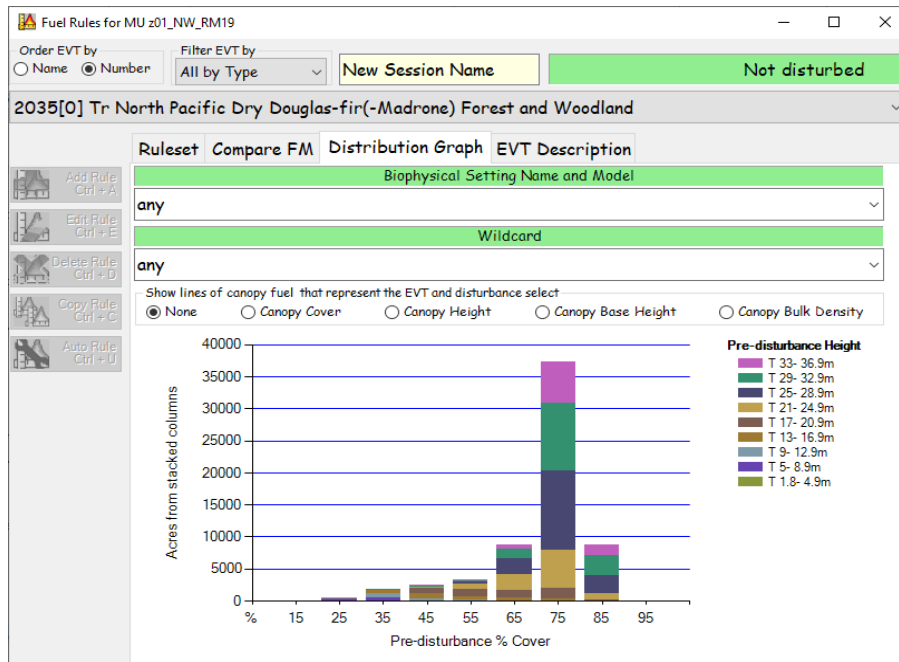 Fuel Rules for MU z01_NW_RM19
Order EVT by
Name Number
Filter EVT by
All by Type
New Session Name
Not disturbed
2035[0] Tr North Pacific Dry Douglas-fir(-Madrone) Forest and Woodland
Ruleset Compare FM Distribution Graph EVT Description
Add Rule
Ctrl + A
Edit Rule
Ctrl + E
Delete Rule
Ctrl + D
Copy Rule
Ctrl + C
Auto Rule
Ctrl + U
Biophysical Setting Name and Model
any
Wildcard
any
Show lines of canopy fuel that represent the EVT and disturbance select
None Canopy Cover Canopy Height Canopy Base Height Canopy Bulk Density
Acres from stacked columns
40000
35000
30000
25000
20000
15000
10000
5000
0
% 15 25 35 45 55 65 75 85 95
Pre-disturbance % Cover
Pre-disturbance Height
T 33- 36.9m
T 29- 32.9m
T 25- 28.9m
T 21- 24.9m
T 17- 20.9m
T 13- 16.9m
T 9- 12.9m
T 5- 8.9m
T 1.8- 4.9m